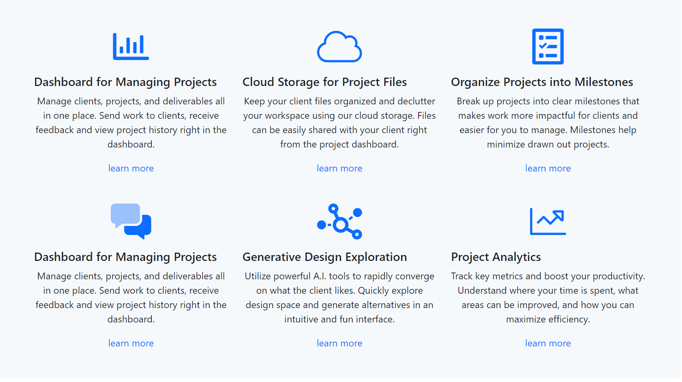 Dashboard for Managing Projects
Manage clients, projects, and deliverables all
in one place. Send work to clients, receive
feedback and view project history right in the
dashboard.
learn more
Cloud Storage for Project Files
Keep your client files organized and declutter
your workspace using our cloud storage. Files
can be easily shared with your client right
from the project dashboard.
learn more
Organize Projects into Milestones
Break up projects into clear milestones that
makes work more impactful for clients and
easier for you to manage. Milestones help
minimize drawn out projects.
learn more
Dashboard for Managing Projects
Manage clients, projects, and deliverables all
in one place. Send work to clients, receive
feedback and view project history right in the
dashboard.
learn more
Generative Design Exploration
Utilize powerful A.I. tools to rapidly converge
on what the client likes. Quickly explore
design space and generate alternatives in an
intuitive and fun interface.
learn more
Project Analytics
Track key metrics and boost your productivity.
Understand where your time is spent, what
areas can be improved, and how you can
maximize efficiency.
learn more